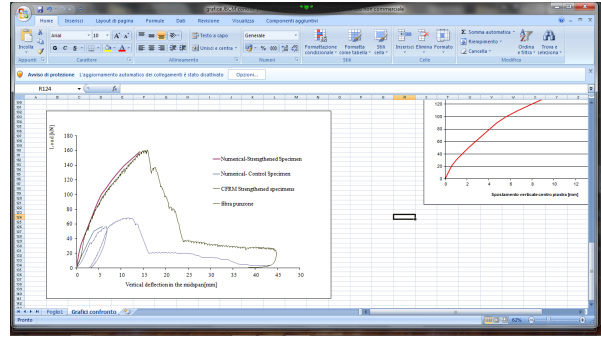 grafica
non commerciale
Home Inserisci Layout di pagina Formule Dati Revisione Visualizza Componenti aggiuntivi
Incolla
Arial 10 A A
G C S
Testo a capo
Unisci e centra
Generale
% 000
Formattazione condizionale
Formatta come tabella
Stili cella
Inserisci Elimina Formato
Σ Somma automatica
Riempimento
Cancella
Ordina e filtra
Trova e seleziona
Appunti Carattere Allineamento Numeri Stili Celle Modifica
Avviso di protezione L'aggiornamento automatico dei collegamenti è stato disattivato Opzioni...
R124 fx
Load [kN]
180
160
140
120
100
80
60
40
20
0
0 5 10 15 20 25 30 35 40 45 50
Vertical deflection in the midspan[mm]
Numerical-Strengthened Specimen
Numerical- Control Specimen
CFRM Strengthened specimens
fibra punzone
120
100
80
60
40
20
0
0 2 4 6 8 10 12
Spostamento verticale centro piastra [mm]
Foglio1 Grafici confronto
Pronto
62%